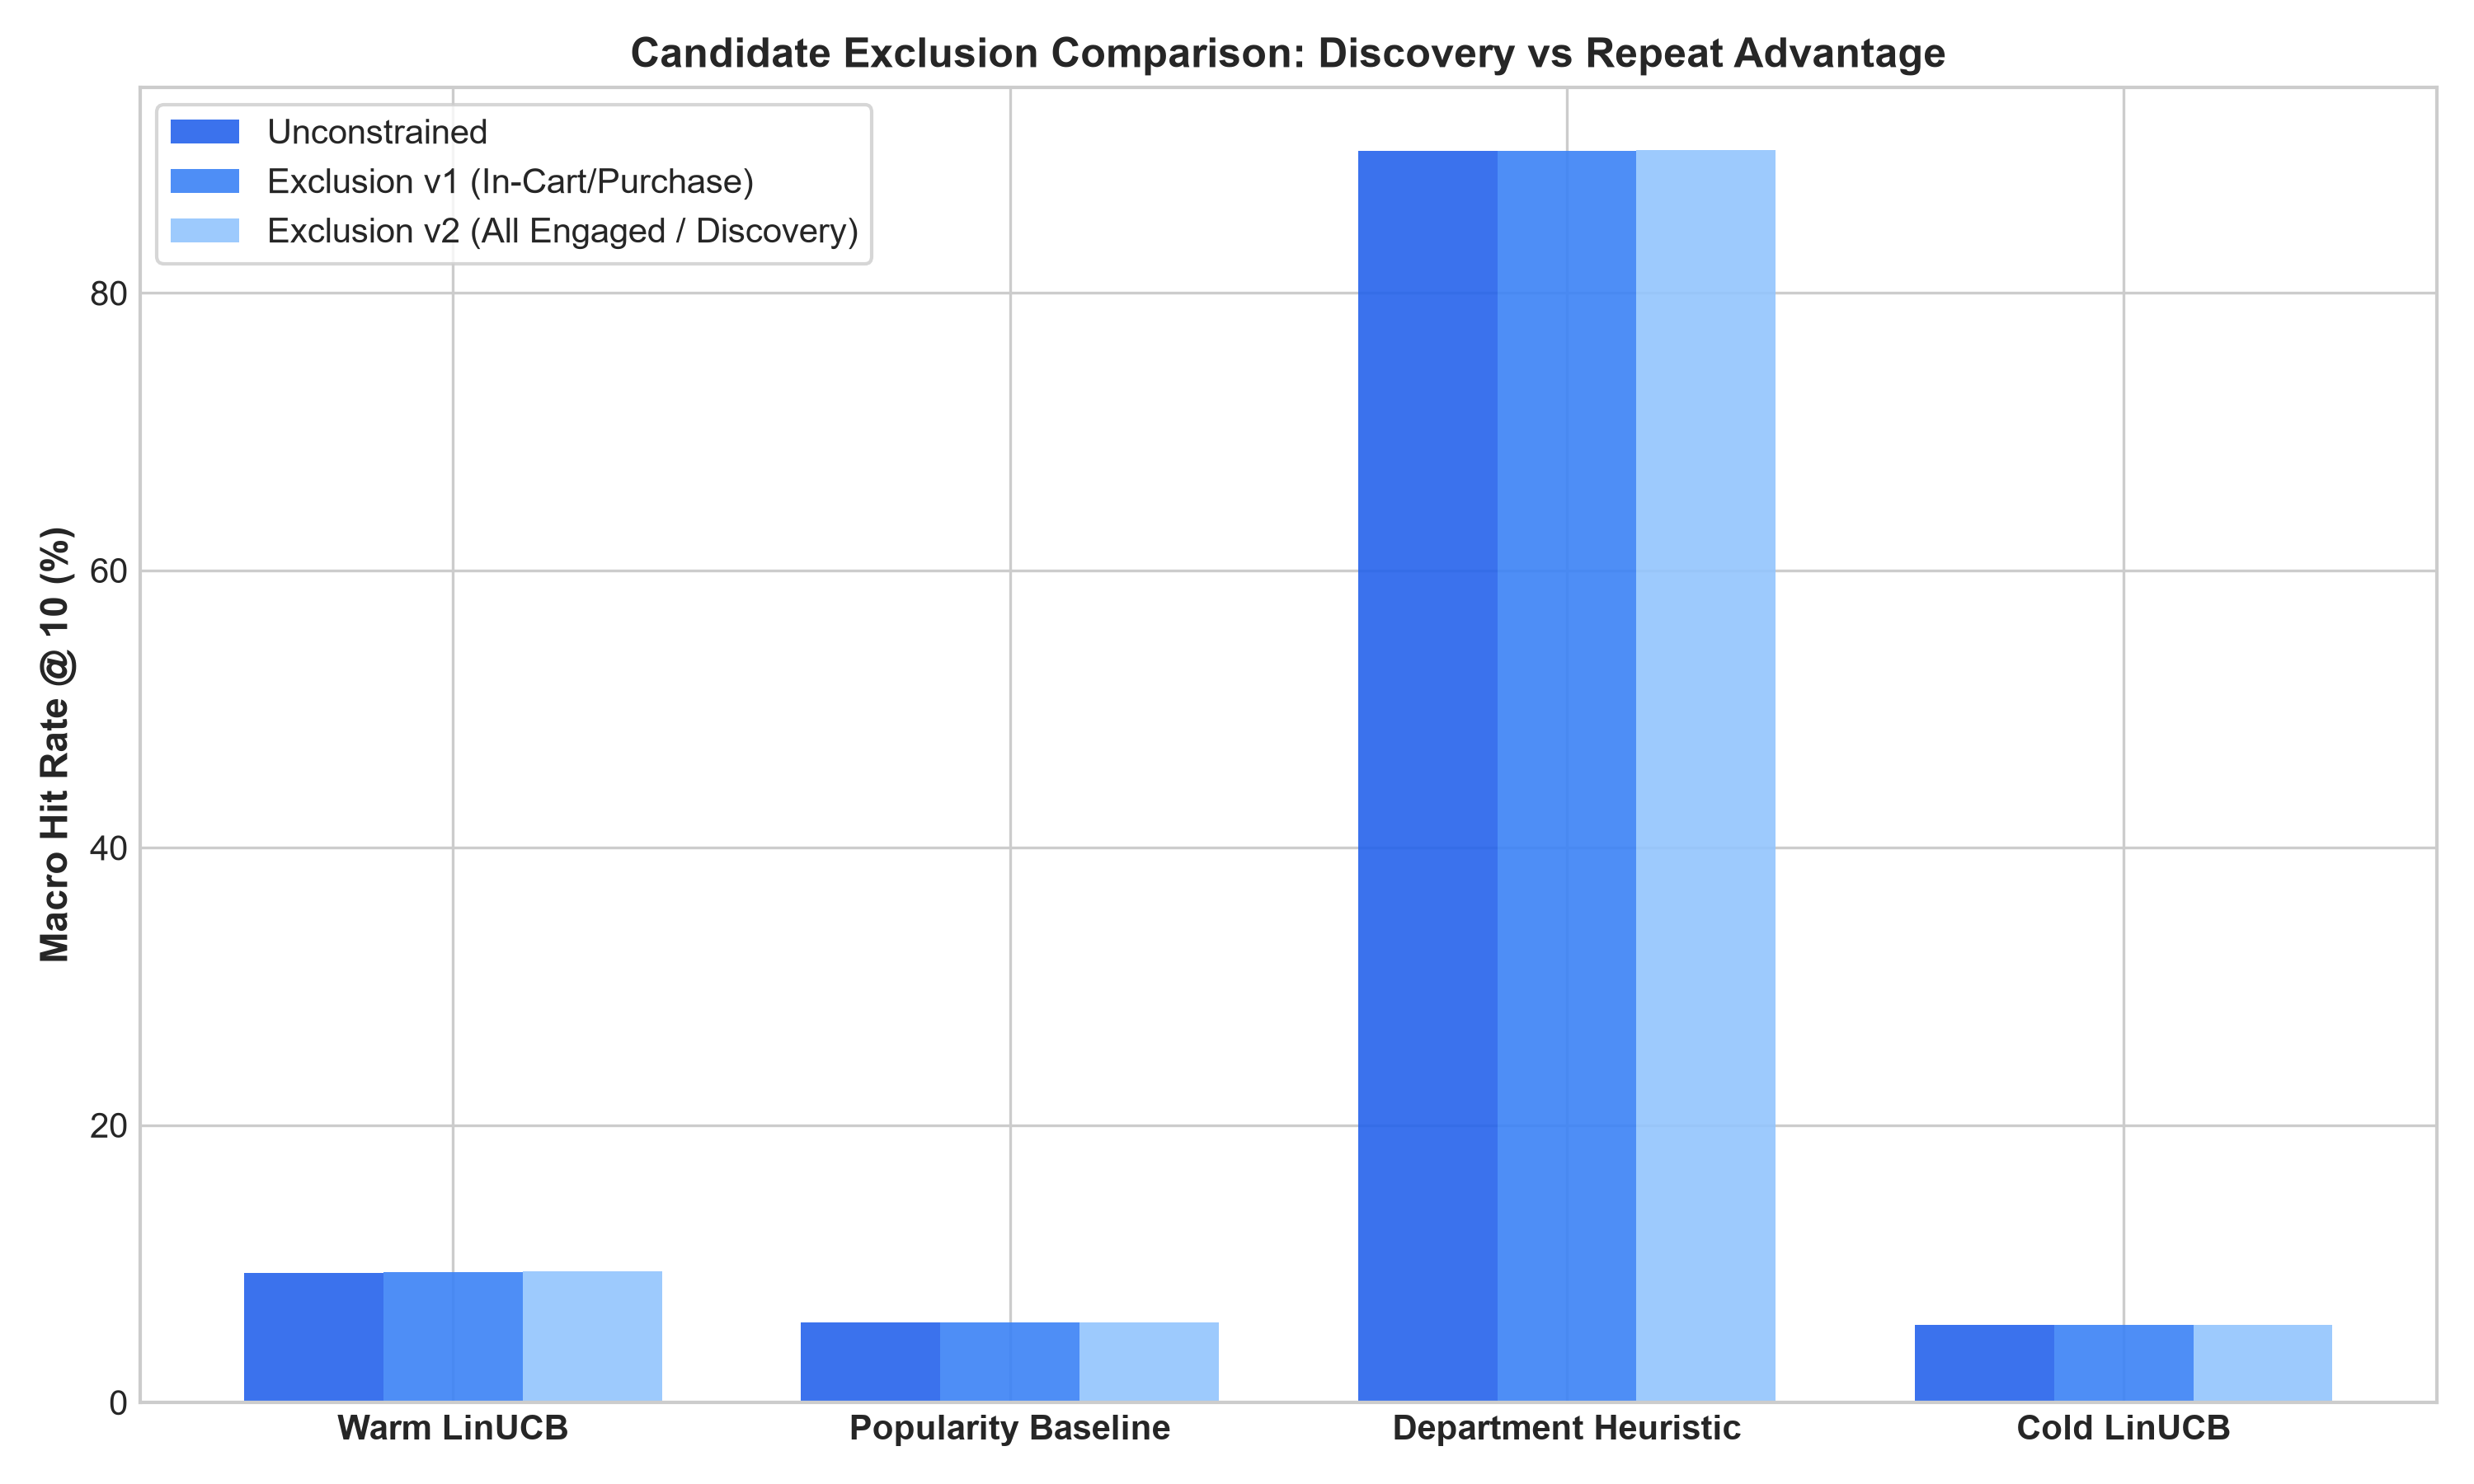 Candidate Exclusion Comparison: Discovery vs Repeat Advantage
Unconstrained
Exclusion v1 (In-Cart/Purchase)
Exclusion v2 (All Engaged / Discovery)
Macro Hit Rate @ 10 (%)
80
60
40
20
0
Warm LinUCB
Popularity Baseline
Department Heuristic
Cold LinUCB